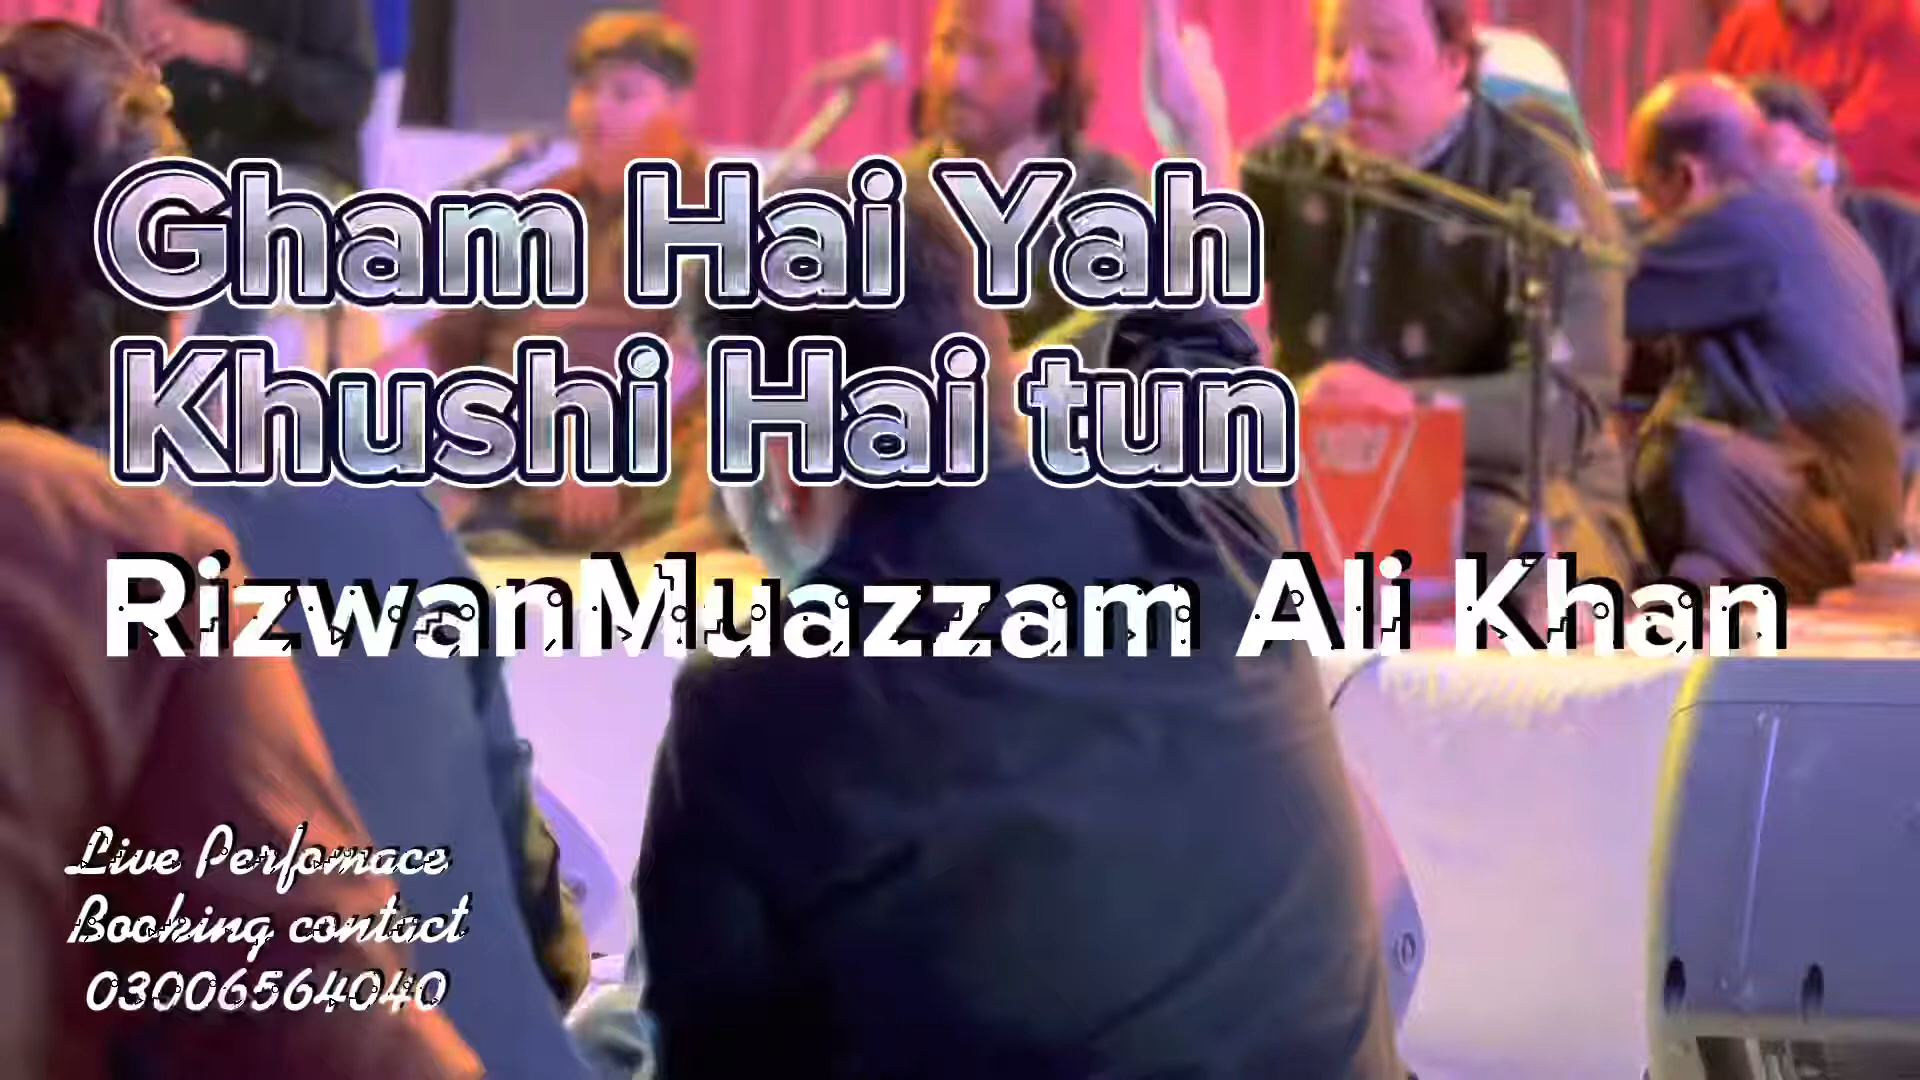 Gham Hai Yah
Khushi Hai tun
RizwanMuazzam Ali Khan
Live Perfomace
Booking contact
03006564040